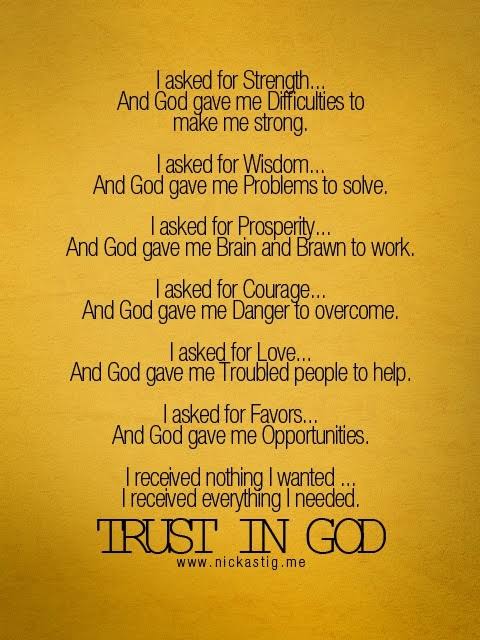 I asked for Strength...
And God gave me Difficulties to
make me strong.
I asked for Wisdom...
And God gave me Problems to solve.
I asked for Prosperity...
And God gave me Brain and Brawn to work.
I asked for Courage...
And God gave me Danger to overcome.
I asked for Love...
And God gave me Troubled people to help.
I asked for Favors...
And God gave me Opportunities.
I received nothing I wanted ...
I received everything I needed.
TRUST IN GOD
www.nickastig.me